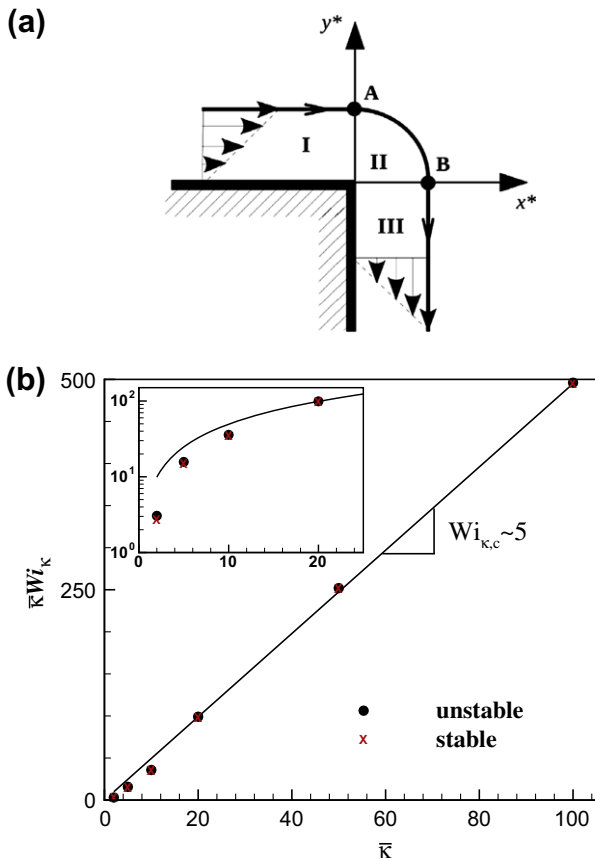 (a)
y*
A
I
II
B
x*
III
(b)
500
10²
10¹
10⁰
0
10
20
Wi_κ,c~5
κ̅Wi_κ
250
unstable
stable
0
0
20
40
60
80
100
κ̅